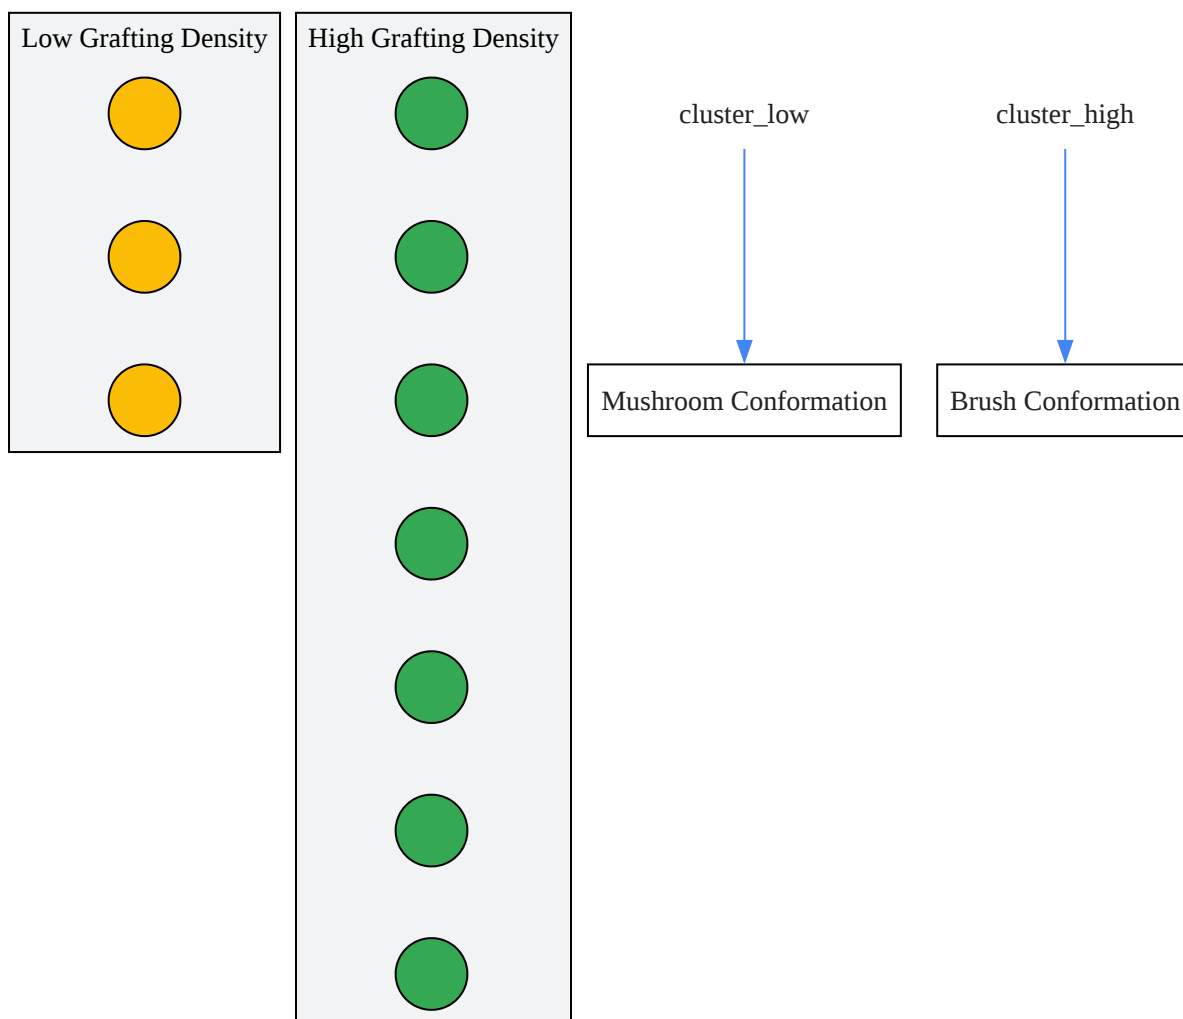 Low Grafting Density
High Grafting Density
cluster_low
cluster_high
Mushroom Conformation
Brush Conformation